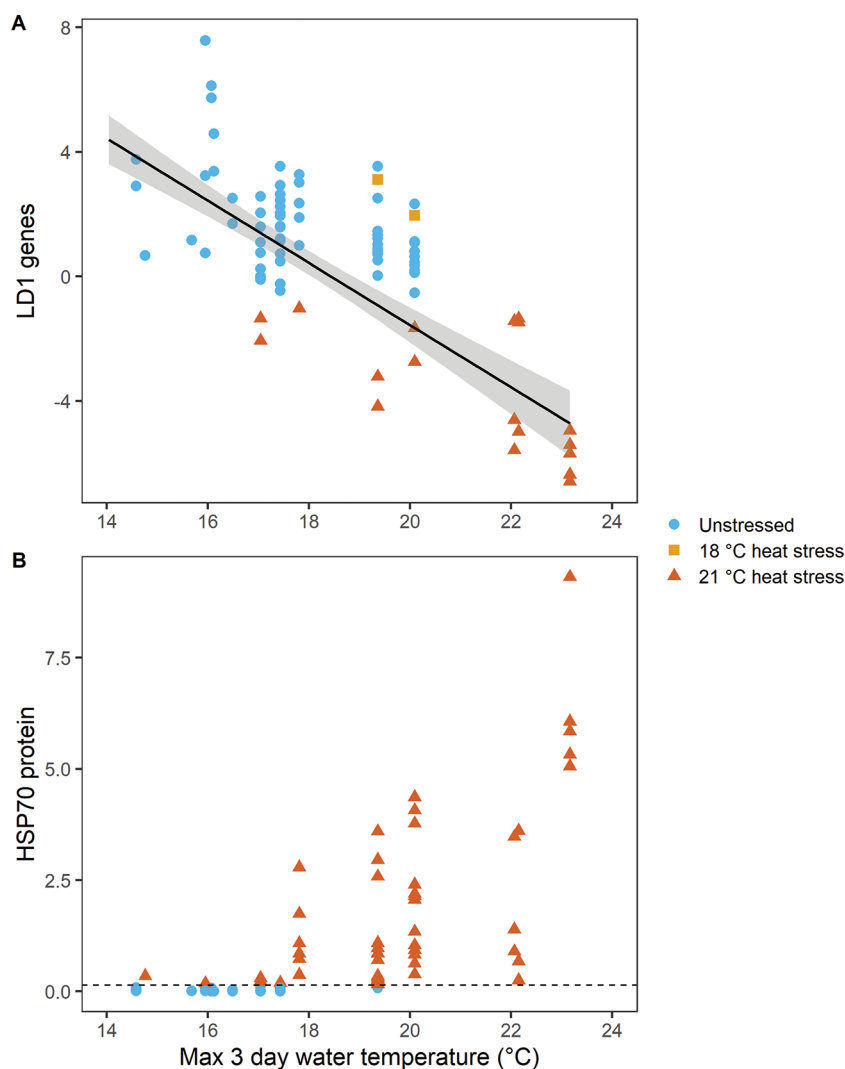 A
8
4
0
-4
LD1 genes
14 16 18 20 22 24
Unstressed
18 °C heat stress
21 °C heat stress
B
7.5
5.0
2.5
0.0
HSP70 protein
14 16 18 20 22 24
Max 3 day water temperature (°C)